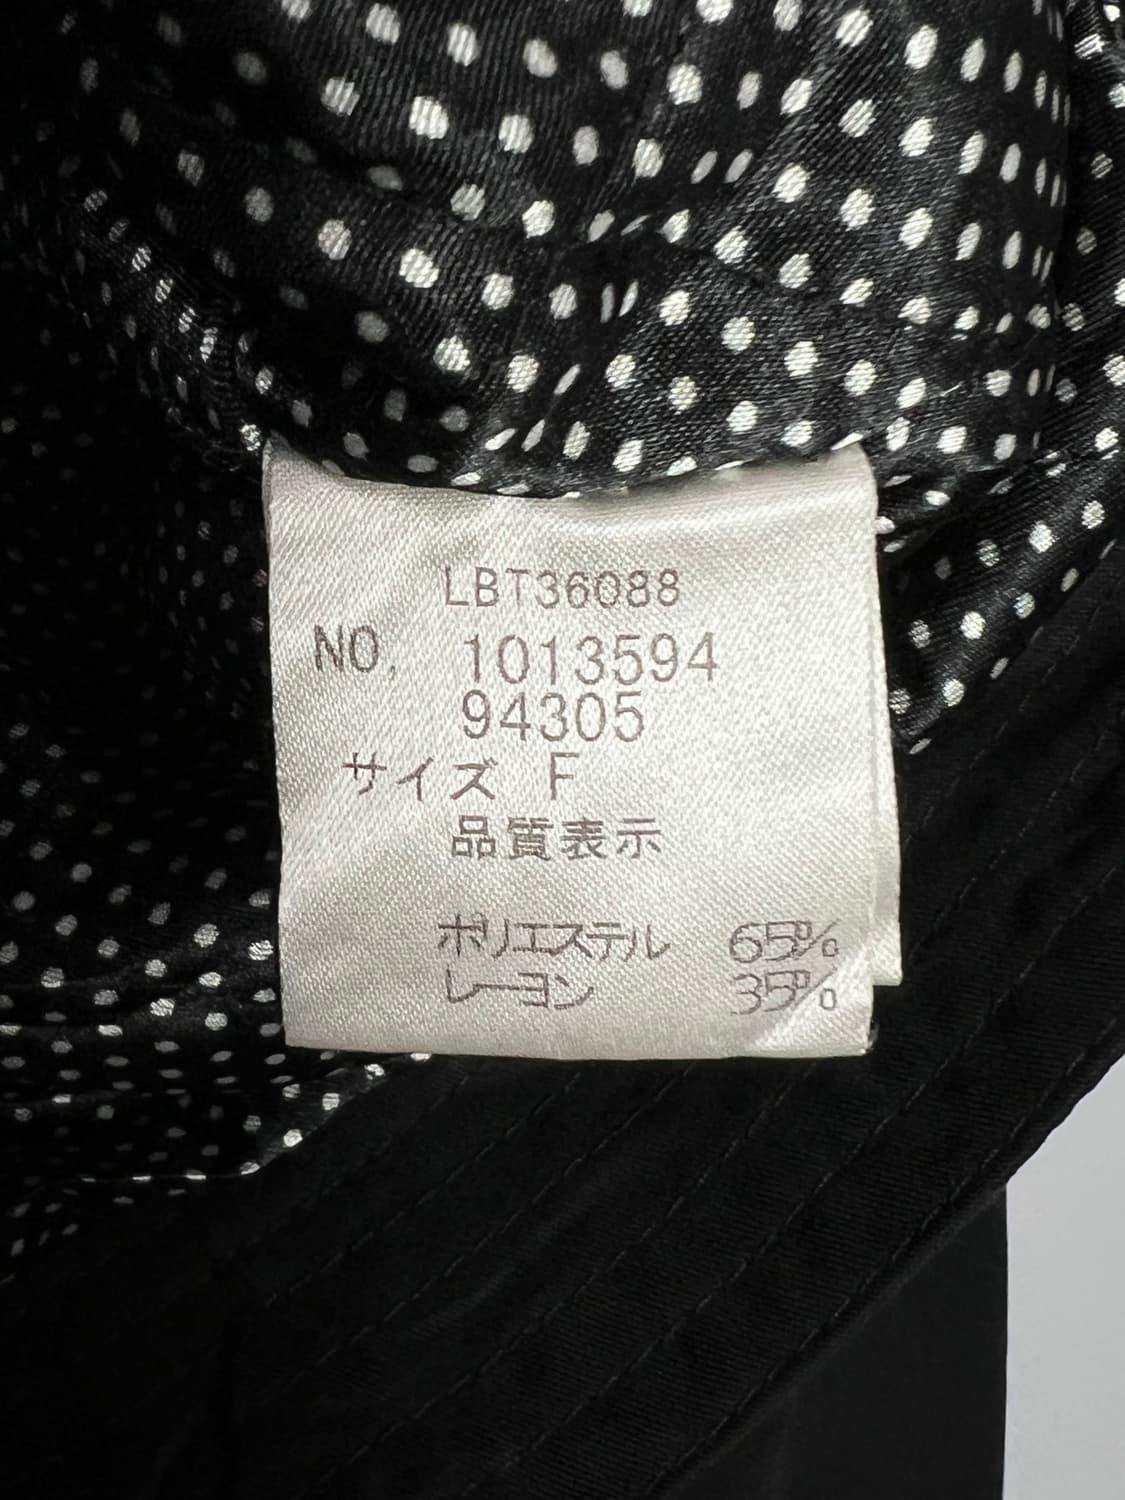 LBT36088
NO. 1013594
94305
サイズ F
品質表示
ポリエステル 65%
レーヨン 35%